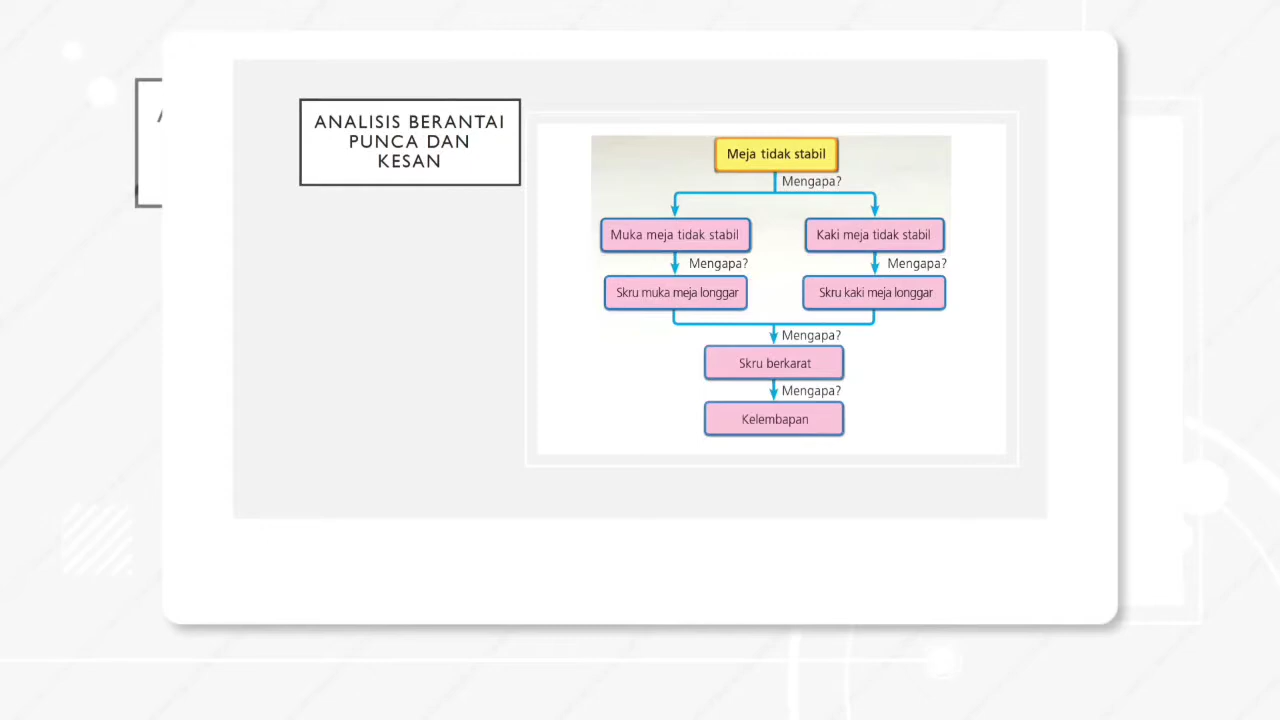 ANALISIS BERANTAI
PUNCA DAN
KESAN
Meja tidak stabil
Mengapa?
Muka meja tidak stabil
Kaki meja tidak stabil
Mengapa?
Mengapa?
Skru muka meja longgar
Skru kaki meja longgar
Mengapa?
Skru berkarat
Mengapa?
Kelembapan